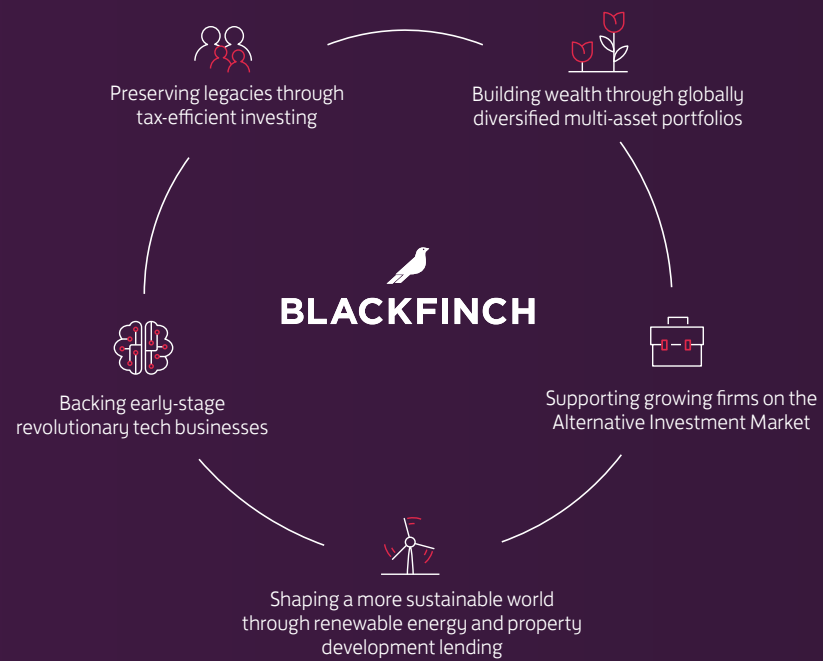 Preserving legacies through
tax-efficient investing
Building wealth through globally
diversified multi-asset portfolios
BLACKFINCH
Backing early-stage
revolutionary tech businesses
Supporting growing firms on the
Alternative Investment Market
Shaping a more sustainable world
through renewable energy and property
development lending